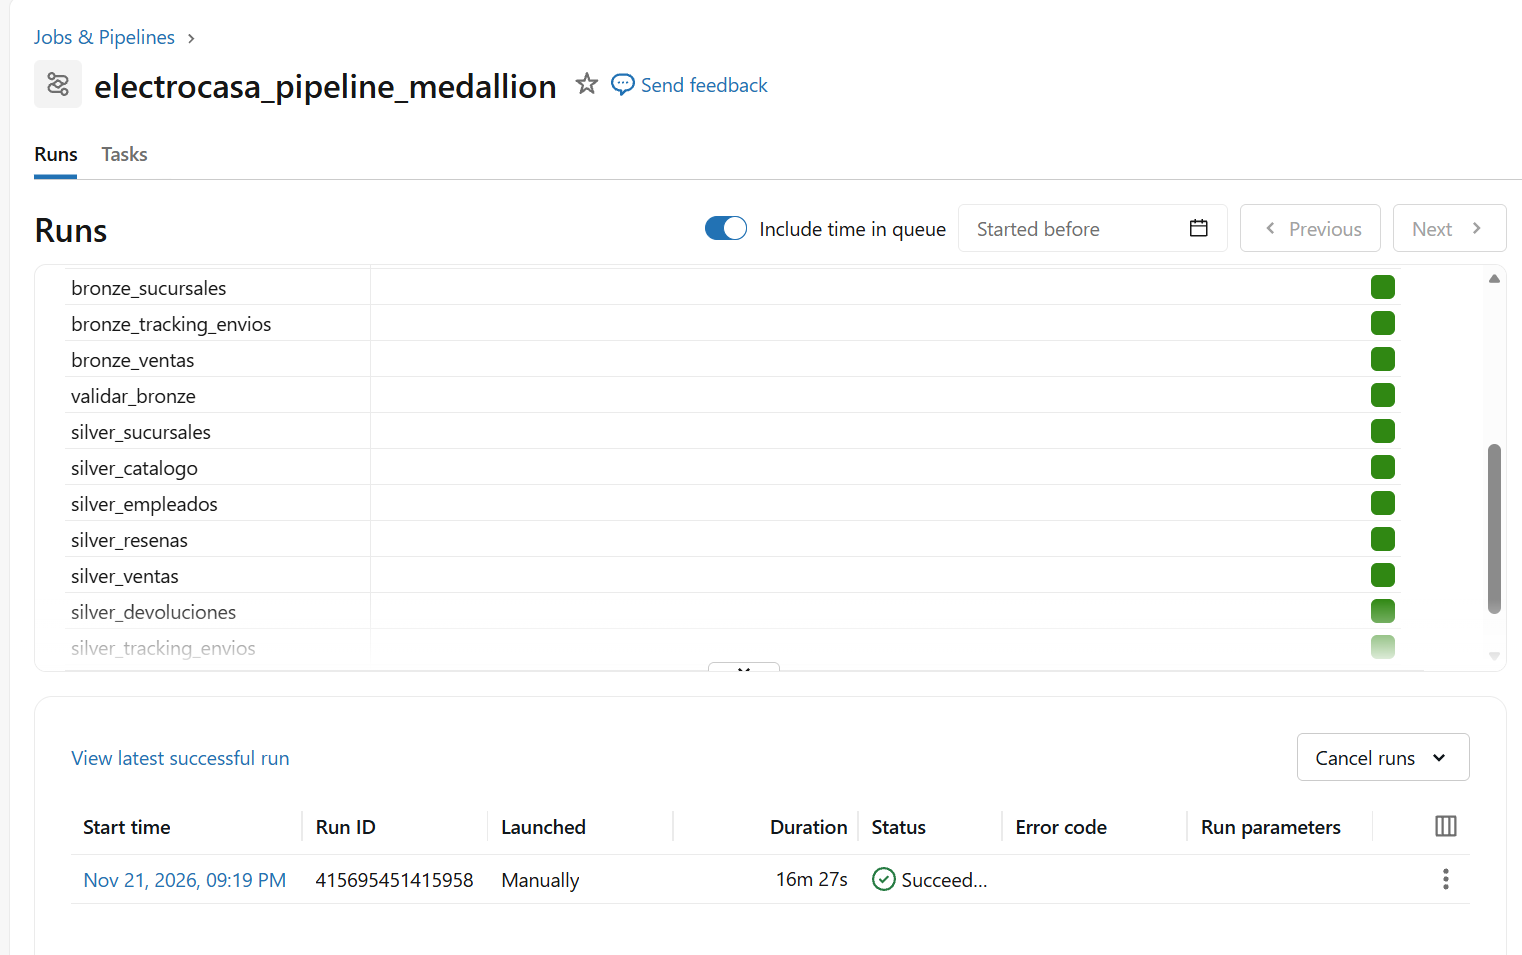 Jobs & Pipelines
electrocasa_pipeline_medallion Send feedback
Runs Tasks
Runs Include time in queue Started before Previous Next
bronze_sucursales
bronze_tracking_envios
bronze_ventas
validar_bronze
silver_sucursales
silver_catalogo
silver_empleados
silver_resenas
silver_ventas
silver_devoluciones
silver_tracking_envios
View latest successful run Cancel runs
Start time Run ID Launched Duration Status Error code Run parameters
Nov 21, 2026, 09:19 PM 415695451415958 Manually 16m 27s Succeed...